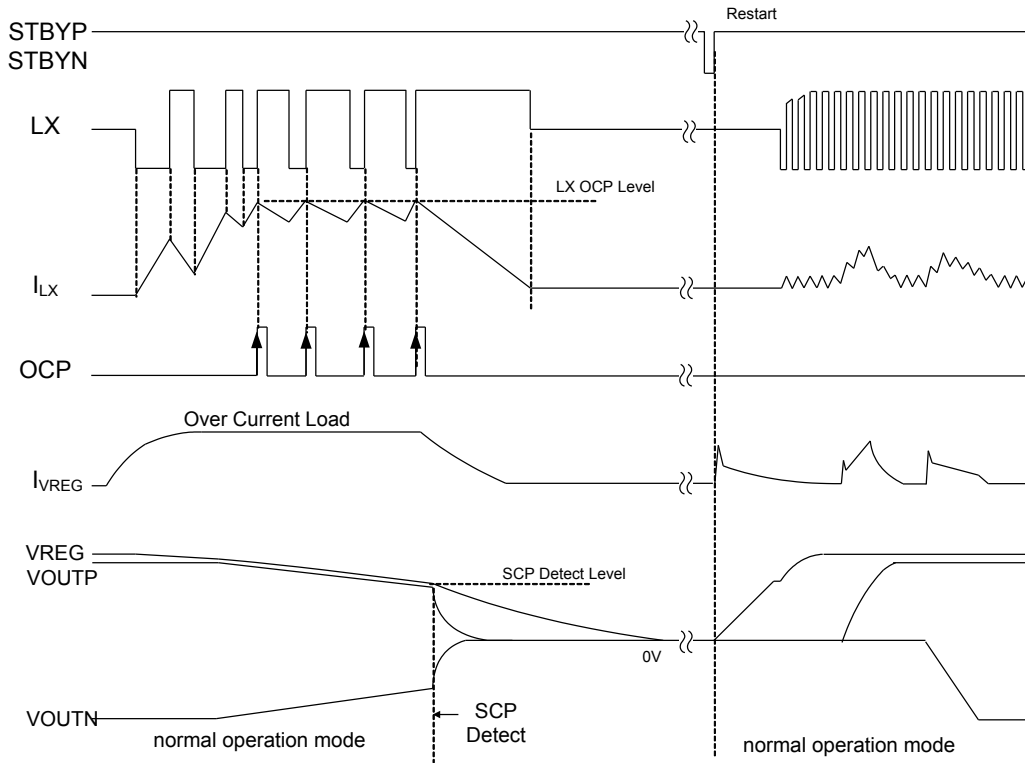 Restart
STBYP
STBYN
LX
LX OCP Level
ILX
OCP
Over Current Load
IVREG
VREG
VOUTP
SCP Detect Level
0V
VOUTN
SCP
Detect
normal operation mode
normal operation mode